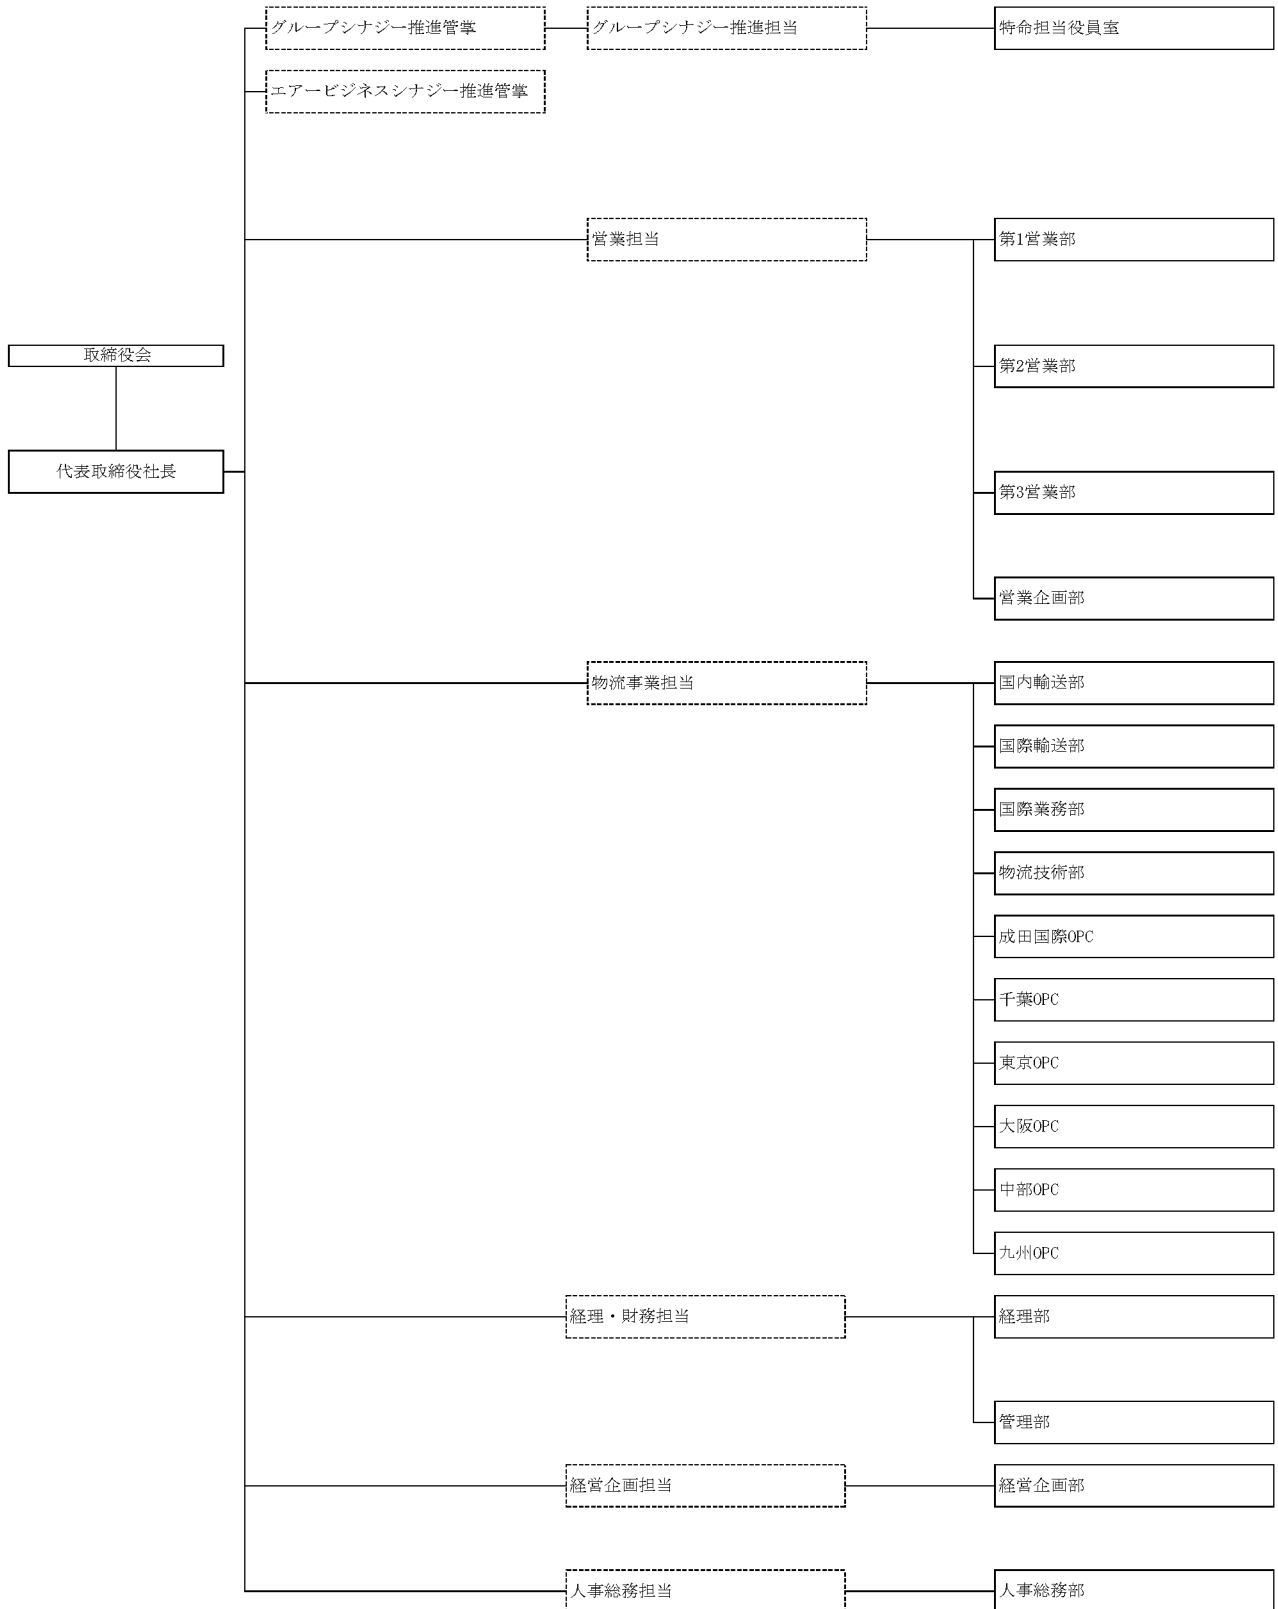 グループシナジー推進管掌
グループシナジー推進担当
特命担当役員室
エアービジネスシナジー推進管掌
営業担当
第1営業部
取締役会
第2営業部
代表取締役社長
第3営業部
営業企画部
物流事業担当
国内輸送部
国際輸送部
国際業務部
物流技術部
成田国際OPC
千葉OPC
東京OPC
大阪OPC
中部OPC
九州OPC
経理・財務担当
経理部
管理部
経営企画担当
経営企画部
人事総務担当
人事総務部